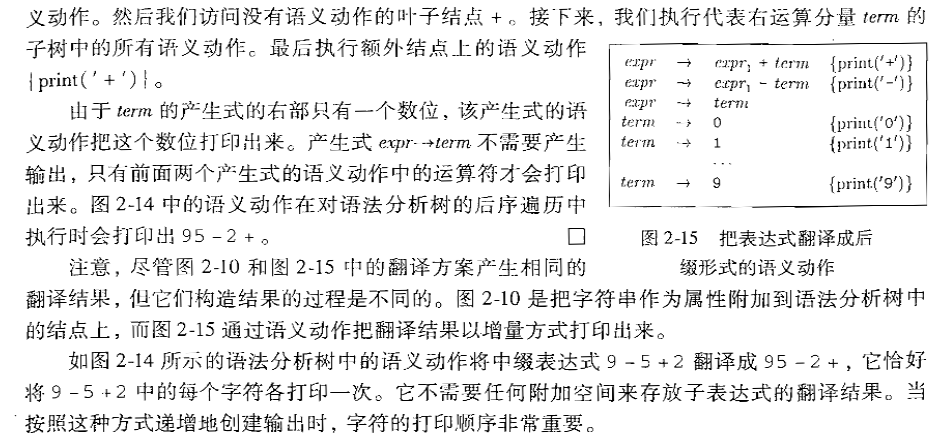 义动作。然后我们访问没有语义动作的叶子结点 + 。接下来，我们执行代表右运算分量 term 的
子树中的所有语义动作。最后执行额外结点上的语义动作
{print('+')}。
由于 term 的产生式的右部只有一个数位，该产生式的语
义动作把这个数位打印出来。产生式 expr→term 不需要产生
输出，只有前面两个产生式的语义动作中的运算符才会打印
出来。图 2-14 中的语义动作在对语法分析树的后序遍历中
执行时会打印出 95-2+。 □
expr → expr₁ + term {print('+')}
expr → expr₁ - term {print('-')}
expr → term
term → 0 {print('0')}
term → 1 {print('1')}
...
term → 9 {print('9')}
图 2-15 把表达式翻译成后
缀形式的语义动作
注意，尽管图 2-10 和图 2-15 中的翻译方案产生相同的
翻译结果，但它们构造结果的过程是不同的。图 2-10 是把字符串作为属性附加到语法分析树中
的结点上，而图 2-15 通过语义动作把翻译结果以增量方式打印出来。
如图 2-14 所示的语法分析树中的语义动作将中缀表达式 9-5+2 翻译成 95-2+，它恰好
将 9-5+2 中的每个字符各打印一次。它不需要任何附加空间来存放子表达式的翻译结果。当
按照这种方式递增地创建输出时，字符的打印顺序非常重要。